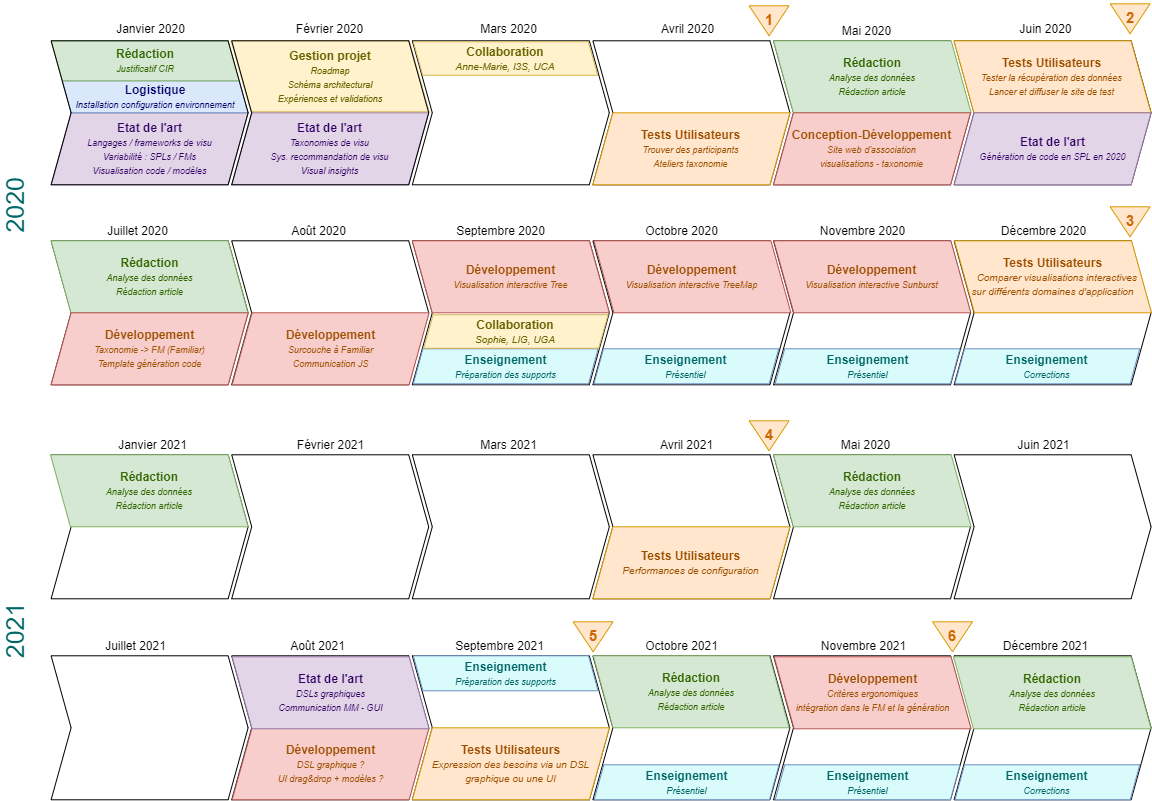 2020
Janvier 2020
Rédaction
Justificatif CIR
Logistique
Installation configuration environnement
Etat de l'art
Langages / frameworks de visu
Variabilité : SPLs / FMs
Visualisation code / modèles
Février 2020
Gestion projet
Roadmap
Schéma architectural
Expériences et validations
Etat de l'art
Taxonomies de visu
Sys. recommandation de visu
Visual insights
Mars 2020
Collaboration
Anne-Marie, I3S, UCA
Avril 2020
1
Tests Utilisateurs
Trouver des participants
Ateliers taxonomie
Mai 2020
Rédaction
Analyse des données
Rédaction article
Conception-Développement
Site web d'association
visualisations - taxonomie
Juin 2020
2
Tests Utilisateurs
Tester la récupération des données
Lancer et diffuser le site de test
Etat de l'art
Génération de code en SPL en 2020
Juillet 2020
Rédaction
Analyse des données
Rédaction article
Développement
Taxonomie -> FM (Familiar)
Template génération code
Août 2020
Développement
Surcouche à Familiar
Communication JS
Septembre 2020
Développement
Visualisation interactive Tree
Collaboration
Sophie, LIG, UGA
Enseignement
Préparation des supports
Octobre 2020
Développement
Visualisation interactive TreeMap
Enseignement
Présentiel
Novembre 2020
Développement
Visualisation interactive Sunburst
Enseignement
Présentiel
Décembre 2020
3
Tests Utilisateurs
Comparer visualisations interactives
sur différents domaines d'application
Enseignement
Corrections
2021
Janvier 2021
Rédaction
Analyse des données
Rédaction article
Février 2021
Mars 2021
Avril 2021
4
Tests Utilisateurs
Performances de configuration
Mai 2020
Rédaction
Analyse des données
Rédaction article
Juin 2021
Juillet 2021
Août 2021
Etat de l'art
DSLs graphiques
Communication MM - GUI
Développement
DSL graphique ?
UI drag&drop + modèles ?
Septembre 2021
5
Enseignement
Préparation des supports
Tests Utilisateurs
Expression des besoins via un DSL
graphique ou une UI
Octobre 2021
Rédaction
Analyse des données
Rédaction article
Enseignement
Présentiel
Novembre 2021
6
Développement
Critères ergonomiques
intégration dans le FM et la génération
Enseignement
Présentiel
Décembre 2021
Rédaction
Analyse des données
Rédaction article
Enseignement
Corrections